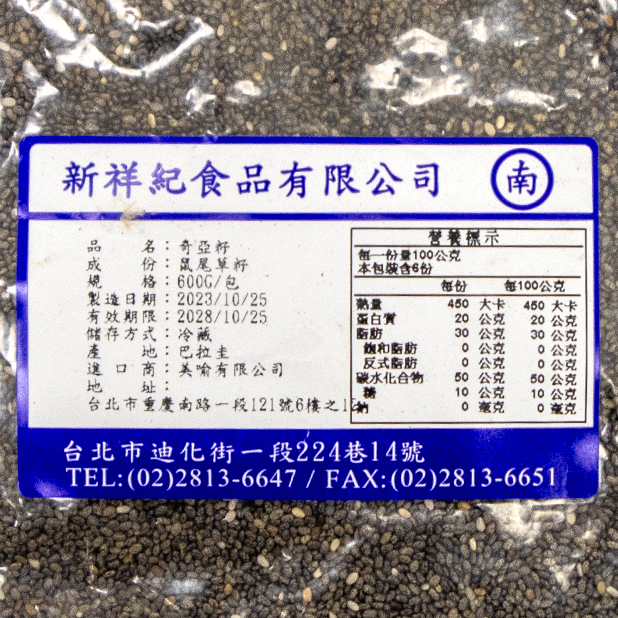 新祥紀食品有限公司 南
品 名：奇亞籽
成 份：鼠尾草籽
規 格：600G/包
製造日期：2023/10/25
有效期限：2028/10/25
儲存方式：冷藏
產 地：巴拉圭
進口商：美喻有限公司
地 址：
台北市重慶南路一段121號6樓之1
營養標示
每一份量100公克
本包裝含6份
每份 每100公克
熱量 450 大卡 450 大卡
蛋白質 20 公克 20 公克
脂肪 30 公克 30 公克
飽和脂肪 0 公克 0 公克
反式脂肪 0 公克 0 公克
碳水化合物 50 公克 50 公克
糖 10 公克 10 公克
鈉 0 毫克 0 毫克
台北市迪化街一段224巷14號
TEL:(02)2813-6647 / FAX:(02)2813-6651